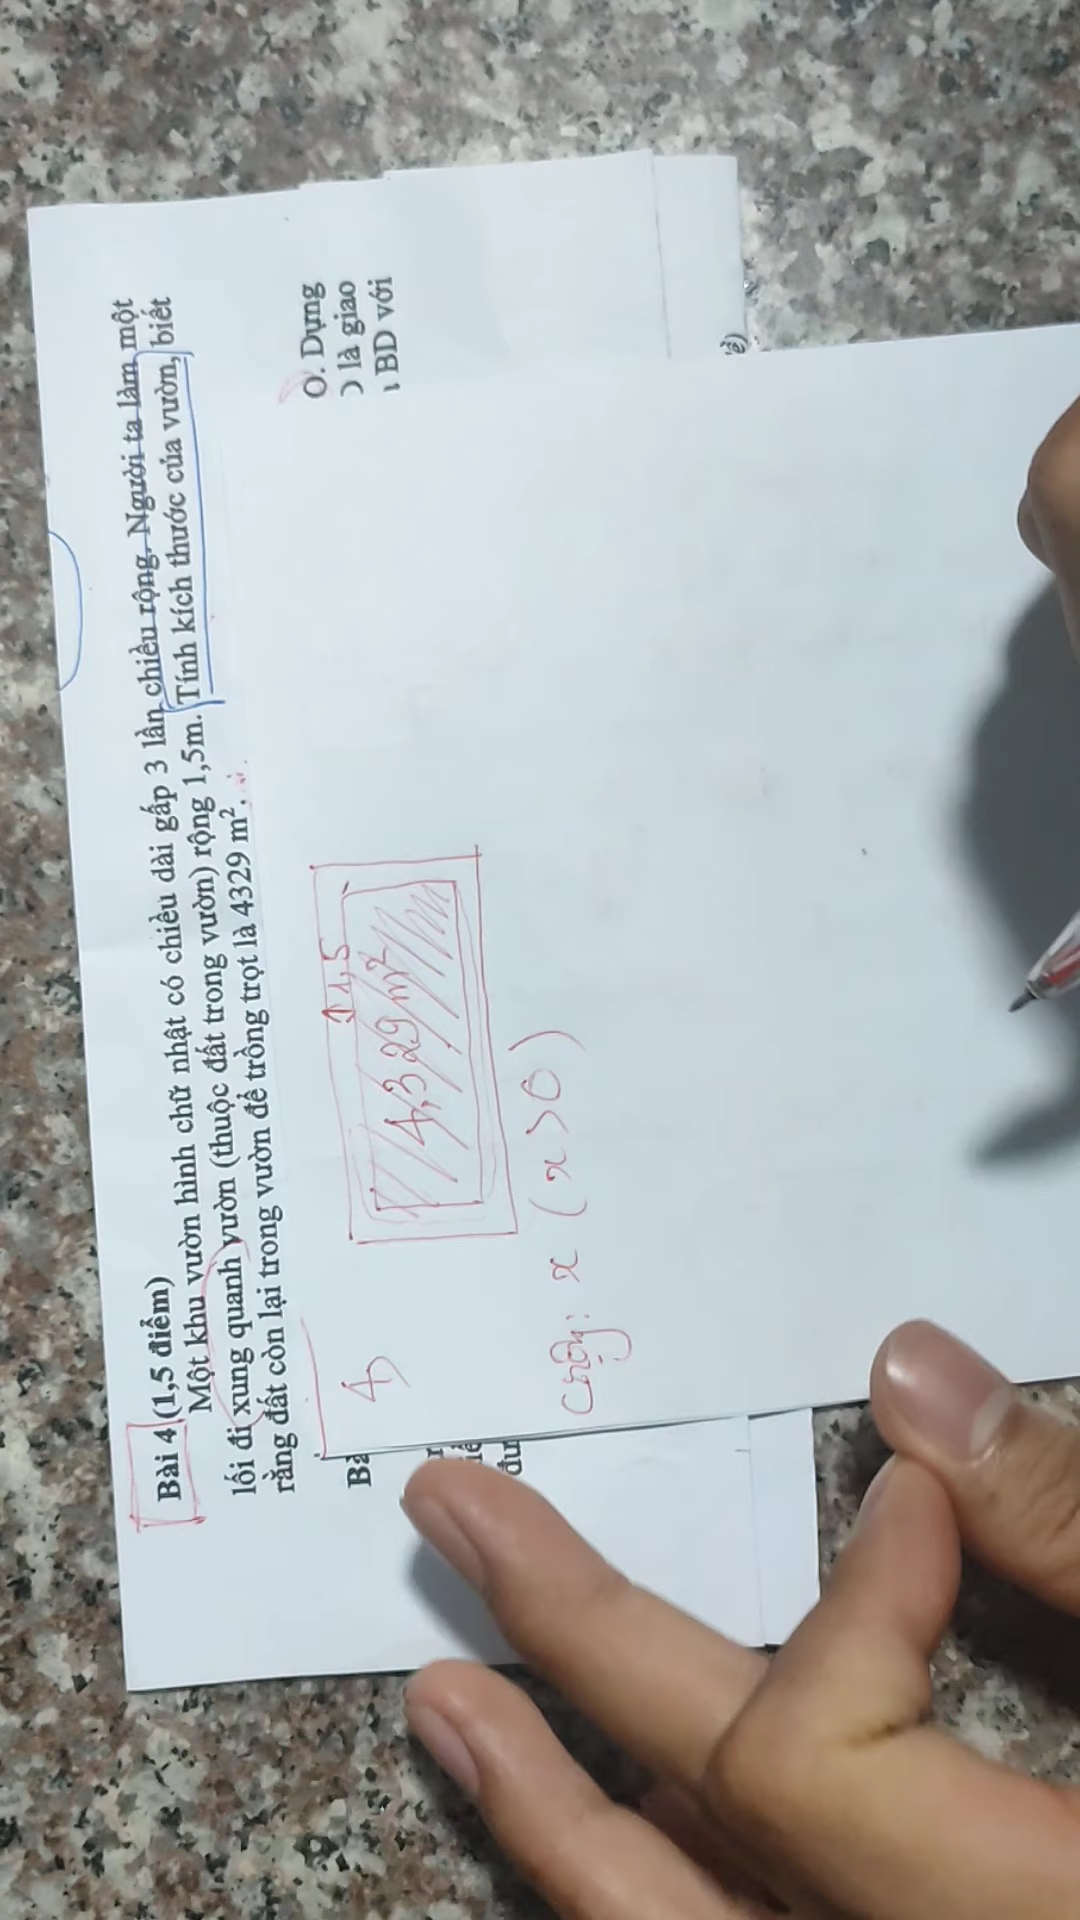 Bài 4 (1,5 điểm)
Một khu vườn hình chữ nhật có chiều dài gấp 3 lần chiều rộng. Người ta làm một
lối đi xung quanh vườn (thuộc đất trong vườn) rộng 1,5m. Tính kích thước của vườn, biết
rằng đất còn lại trong vườn để trồng trọt là 4329 m².
O. Dựng
là giao
BD với
4
1,5
4329 m²
x (x > 0)